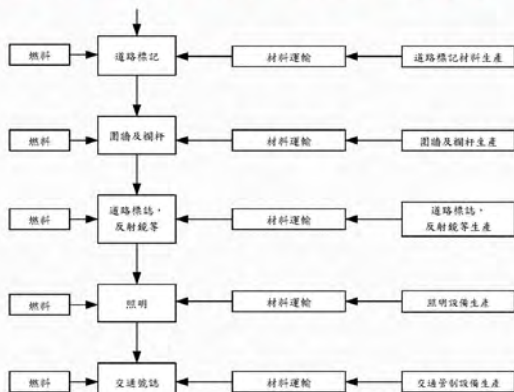 燃料
道路標記
材料運輸
道路標記材料生產
燃料
圍牆及欄杆
材料運輸
圍牆及欄杆生產
燃料
道路標誌,
反射鏡等
材料運輸
道路標誌,
反射鏡等生產
燃料
照明
材料運輸
照明設備生產
燃料
交通號誌
材料運輸
交通管制設備生產